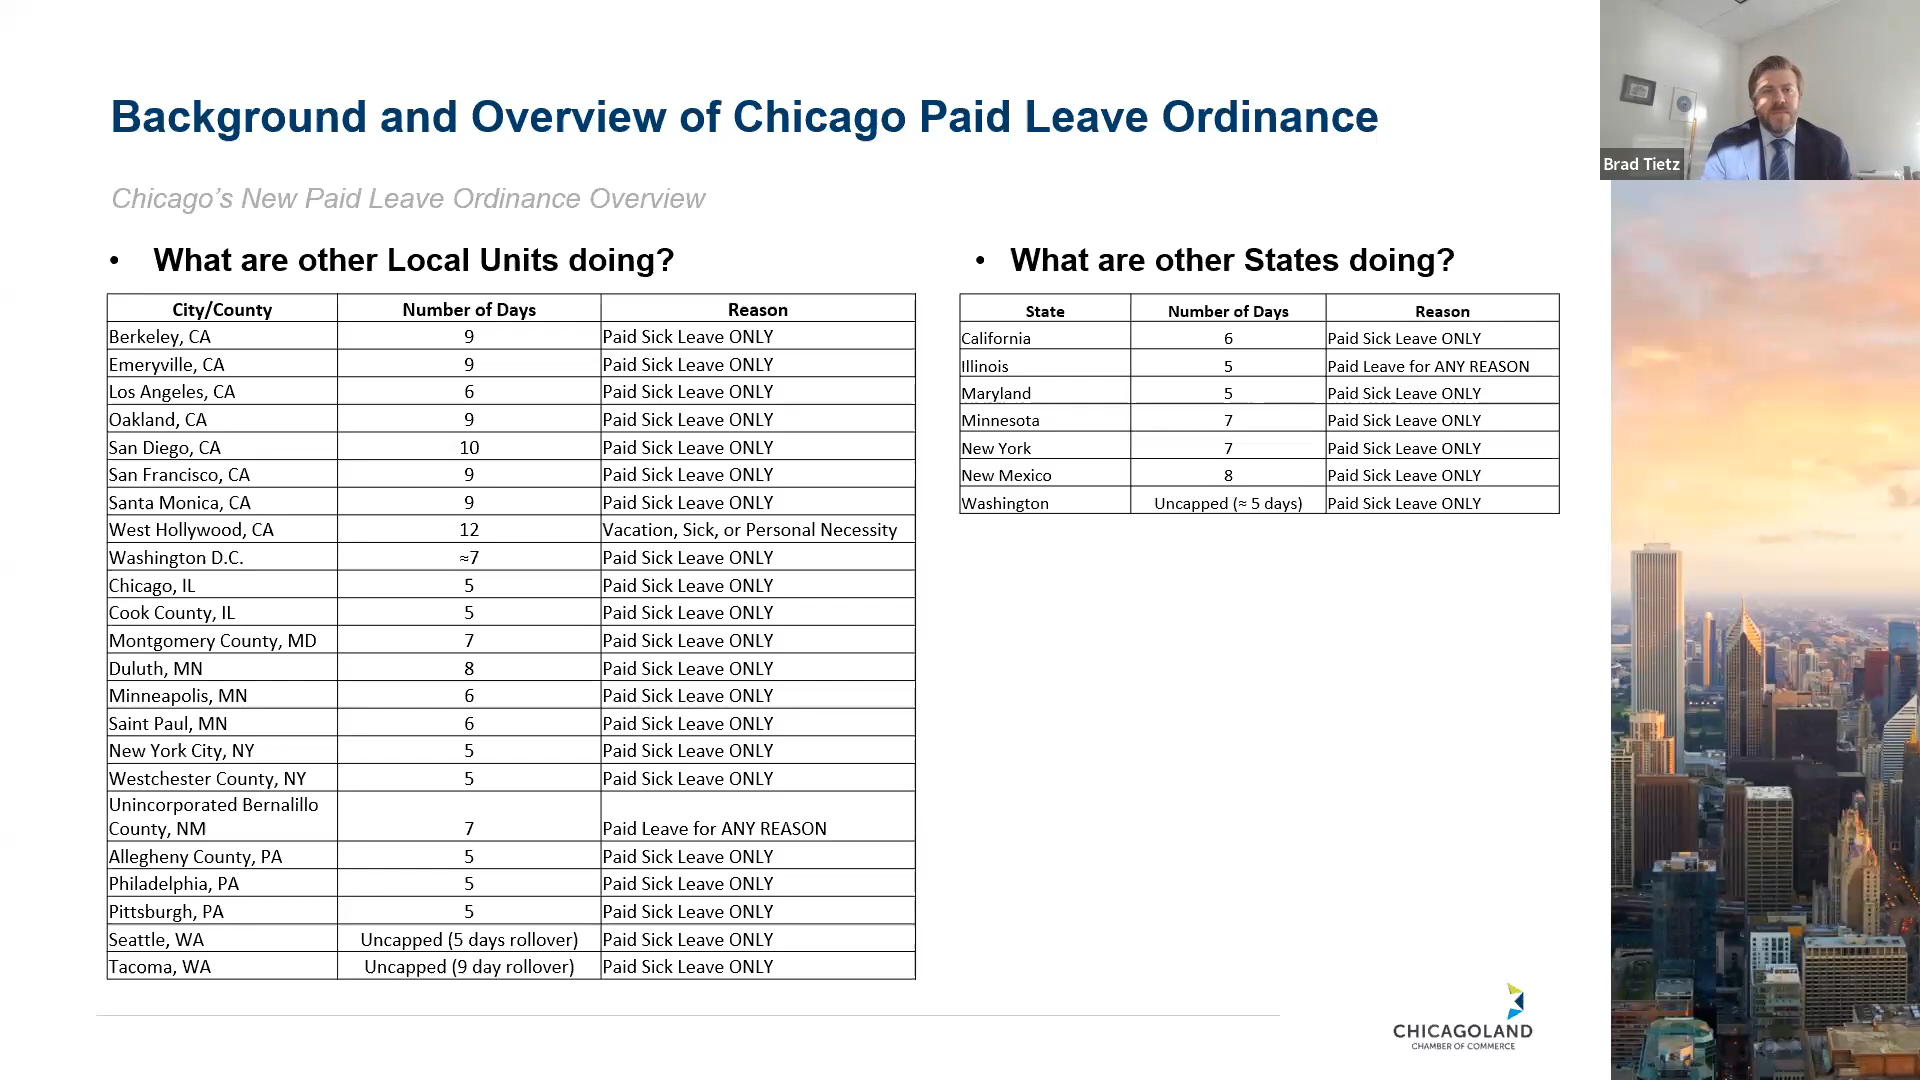 Background and Overview of Chicago Paid Leave Ordinance
Brad Tietz
Chicago's New Paid Leave Ordinance Overview
• What are other Local Units doing?
City/County Number of Days Reason
Berkeley, CA 9 Paid Sick Leave ONLY
Emeryville, CA 9 Paid Sick Leave ONLY
Los Angeles, CA 6 Paid Sick Leave ONLY
Oakland, CA 9 Paid Sick Leave ONLY
San Diego, CA 10 Paid Sick Leave ONLY
San Francisco, CA 9 Paid Sick Leave ONLY
Santa Monica, CA 9 Paid Sick Leave ONLY
West Hollywood, CA 12 Vacation, Sick, or Personal Necessity
Washington D.C. ≈7 Paid Sick Leave ONLY
Chicago, IL 5 Paid Sick Leave ONLY
Cook County, IL 5 Paid Sick Leave ONLY
Montgomery County, MD 7 Paid Sick Leave ONLY
Duluth, MN 8 Paid Sick Leave ONLY
Minneapolis, MN 6 Paid Sick Leave ONLY
Saint Paul, MN 6 Paid Sick Leave ONLY
New York City, NY 5 Paid Sick Leave ONLY
Westchester County, NY 5 Paid Sick Leave ONLY
Unincorporated Bernalillo
County, NM 7 Paid Leave for ANY REASON
Allegheny County, PA 5 Paid Sick Leave ONLY
Philadelphia, PA 5 Paid Sick Leave ONLY
Pittsburgh, PA 5 Paid Sick Leave ONLY
Seattle, WA Uncapped (5 days rollover) Paid Sick Leave ONLY
Tacoma, WA Uncapped (9 day rollover) Paid Sick Leave ONLY
• What are other States doing?
State Number of Days Reason
California 6 Paid Sick Leave ONLY
Illinois 5 Paid Leave for ANY REASON
Maryland 5 Paid Sick Leave ONLY
Minnesota 7 Paid Sick Leave ONLY
New York 7 Paid Sick Leave ONLY
New Mexico 8 Paid Sick Leave ONLY
Washington Uncapped (≈ 5 days) Paid Sick Leave ONLY
CHICAGOLAND
CHAMBER OF COMMERCE